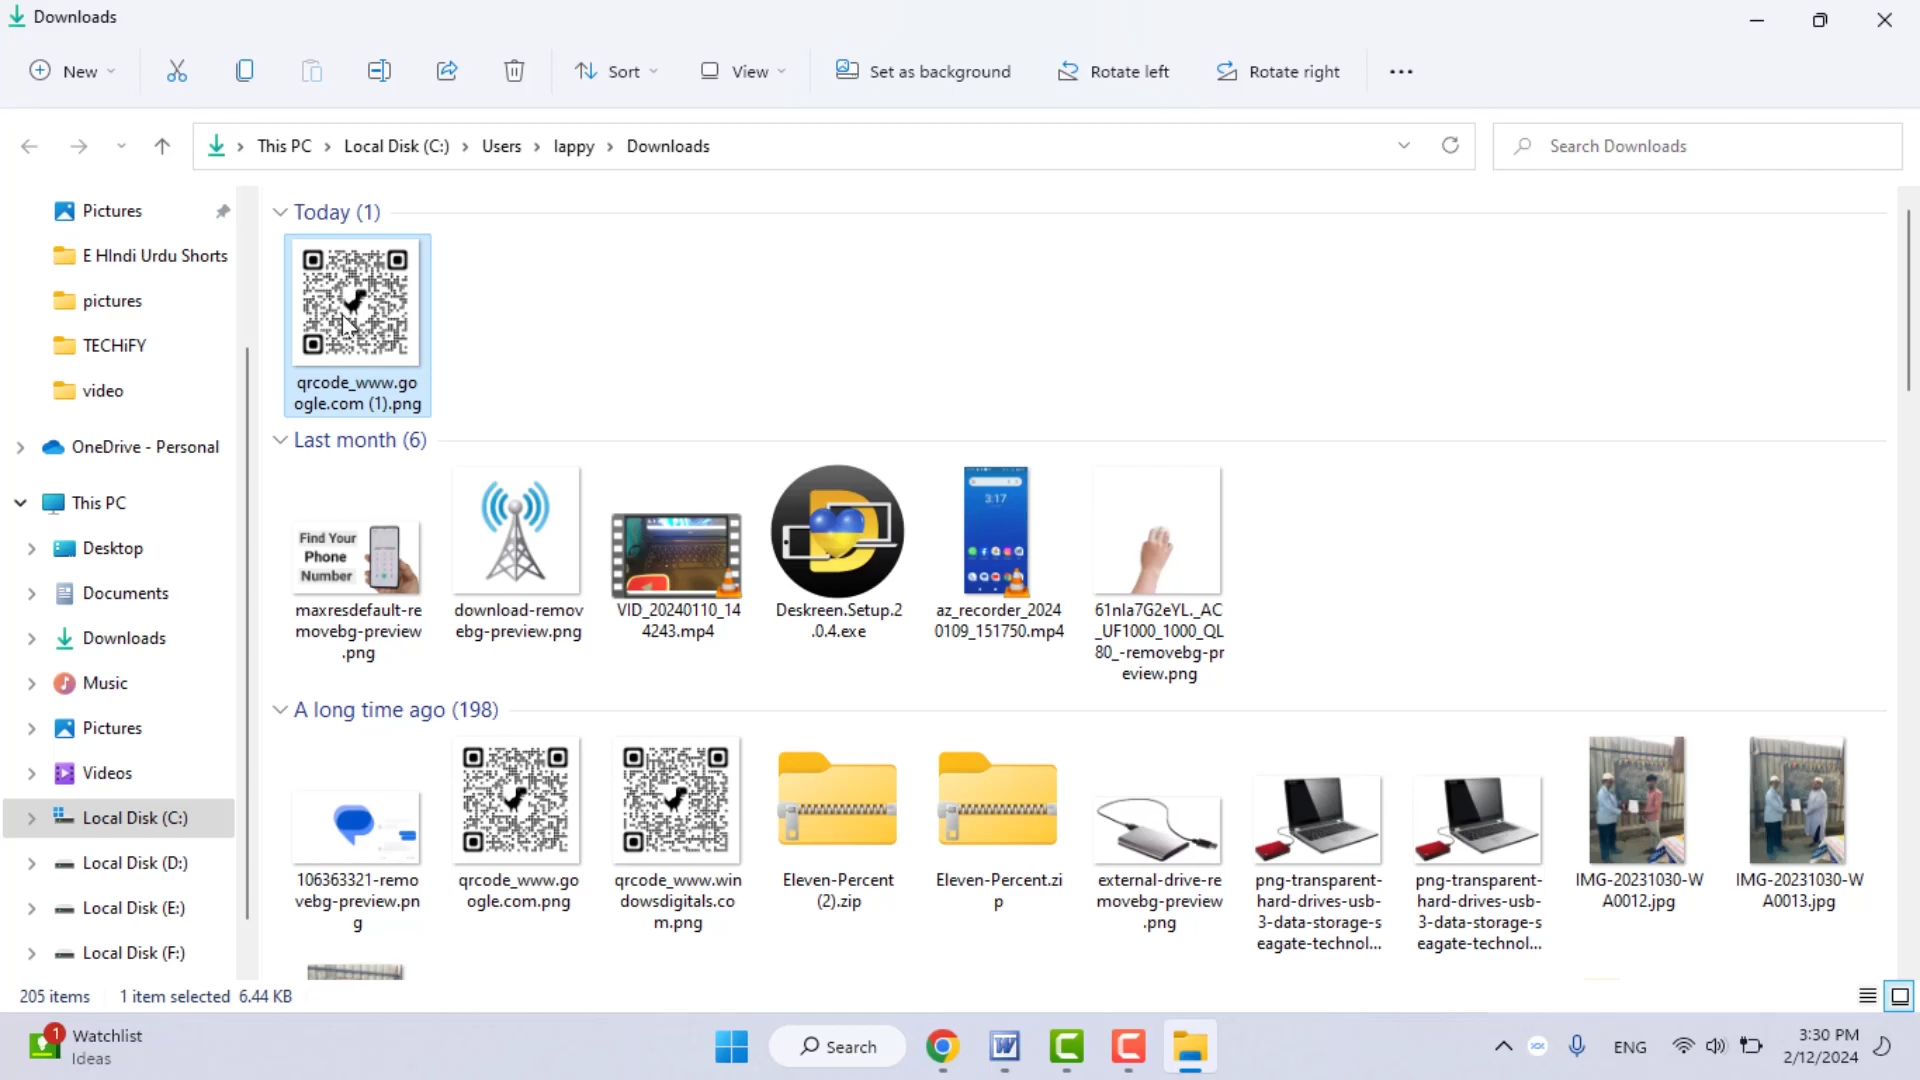 Downloads
New
Sort
View
Set as background
Rotate left
Rotate right
This PC
Local Disk (C:)
Users
lappy
Downloads
Search Downloads
Pictures
E HIndi Urdu Shorts
pictures
TECHiFY
video
OneDrive - Personal
This PC
Desktop
Documents
Downloads
Music
Pictures
Videos
Local Disk (C:)
Local Disk (D:)
Local Disk (E:)
Local Disk (F:)
Today (1)
qrcode_www.go
ogle.com (1).png
Last month (6)
Find Your
Phone
Number
maxresdefault-re
movebg-preview
.png
download-remov
ebg-preview.png
VID_20240110_14
4243.mp4
D
Deskreen.Setup.2
.0.4.exe
3:17
az_recorder_2024
0109_151750.mp4
61nla7G2eYL._AC
_UF1000_1000_QL
80_-removebg-pr
eview.png
A long time ago (198)
106363321-remo
vebg-preview.pn
g
qrcode_www.go
ogle.com.png
qrcode_www.win
dowsdigitals.co
m.png
Eleven-Percent
(2).zip
Eleven-Percent.zi
p
external-drive-re
movebg-preview
.png
png-transparent-
hard-drives-usb-
3-data-storage-s
eagate-technol...
png-transparent-
hard-drives-usb-
3-data-storage-s
eagate-technol...
IMG-20231030-W
A0012.jpg
IMG-20231030-W
A0013.jpg
205 items
1 item selected 6.44 KB
1
Watchlist
Ideas
Search
W
ENG
3:30 PM
2/12/2024